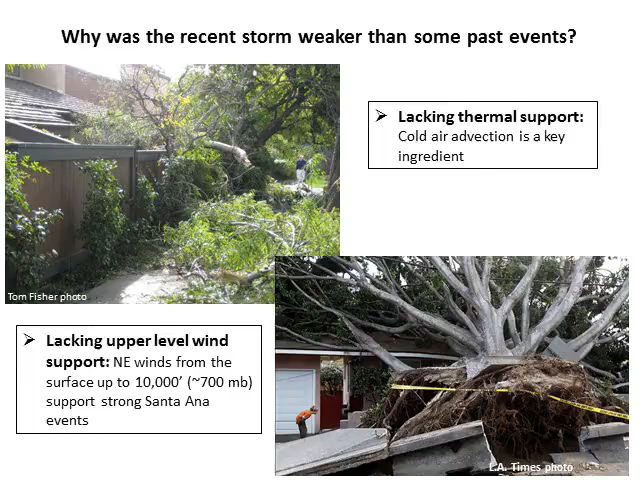 Why was the recent storm weaker than some past events?
➢ Lacking thermal support:
Cold air advection is a key
ingredient
Tom Fisher photo
➢ Lacking upper level wind
support: NE winds from the
surface up to 10,000’ (~700 mb)
support strong Santa Ana
events
L.A. Times photo